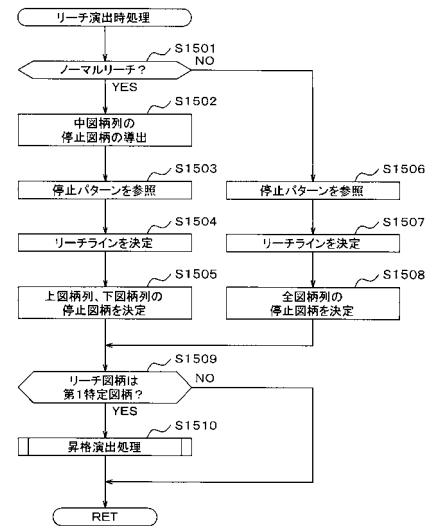 リーチ演出時処理
S1501
ノーマルリーチ？
NO
YES
S1502
中図柄列の
停止図柄の導出
S1503
停止パターンを参照
S1504
リーチラインを決定
S1505
上図柄列、下図柄列の
停止図柄を決定
S1506
停止パターンを参照
S1507
リーチラインを決定
S1508
全図柄列の
停止図柄を決定
S1509
リーチ図柄は
第1特定図柄？
NO
YES
S1510
昇格演出処理
RET